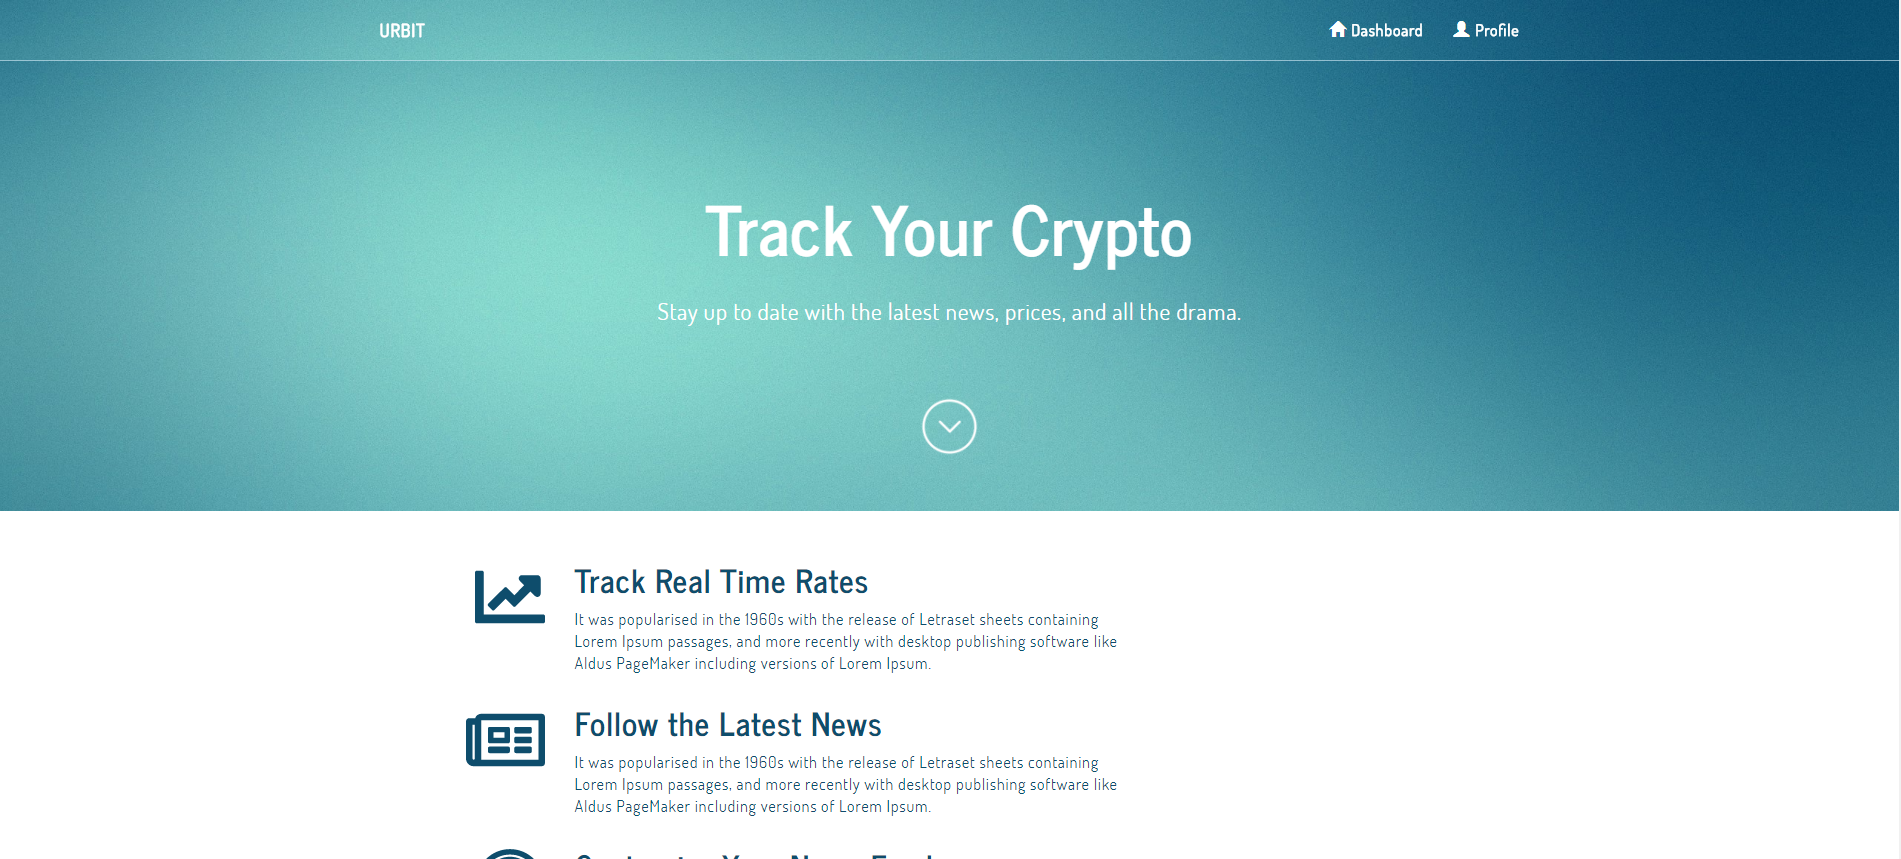 URBIT
Dashboard
Profile
Track Your Crypto
Stay up to date with the latest news, prices, and all the drama.
Track Real Time Rates
It was popularised in the 1960s with the release of Letraset sheets containing
Lorem Ipsum passages, and more recently with desktop publishing software like
Aldus PageMaker including versions of Lorem Ipsum.
Follow the Latest News
It was popularised in the 1960s with the release of Letraset sheets containing
Lorem Ipsum passages, and more recently with desktop publishing software like
Aldus PageMaker including versions of Lorem Ipsum.